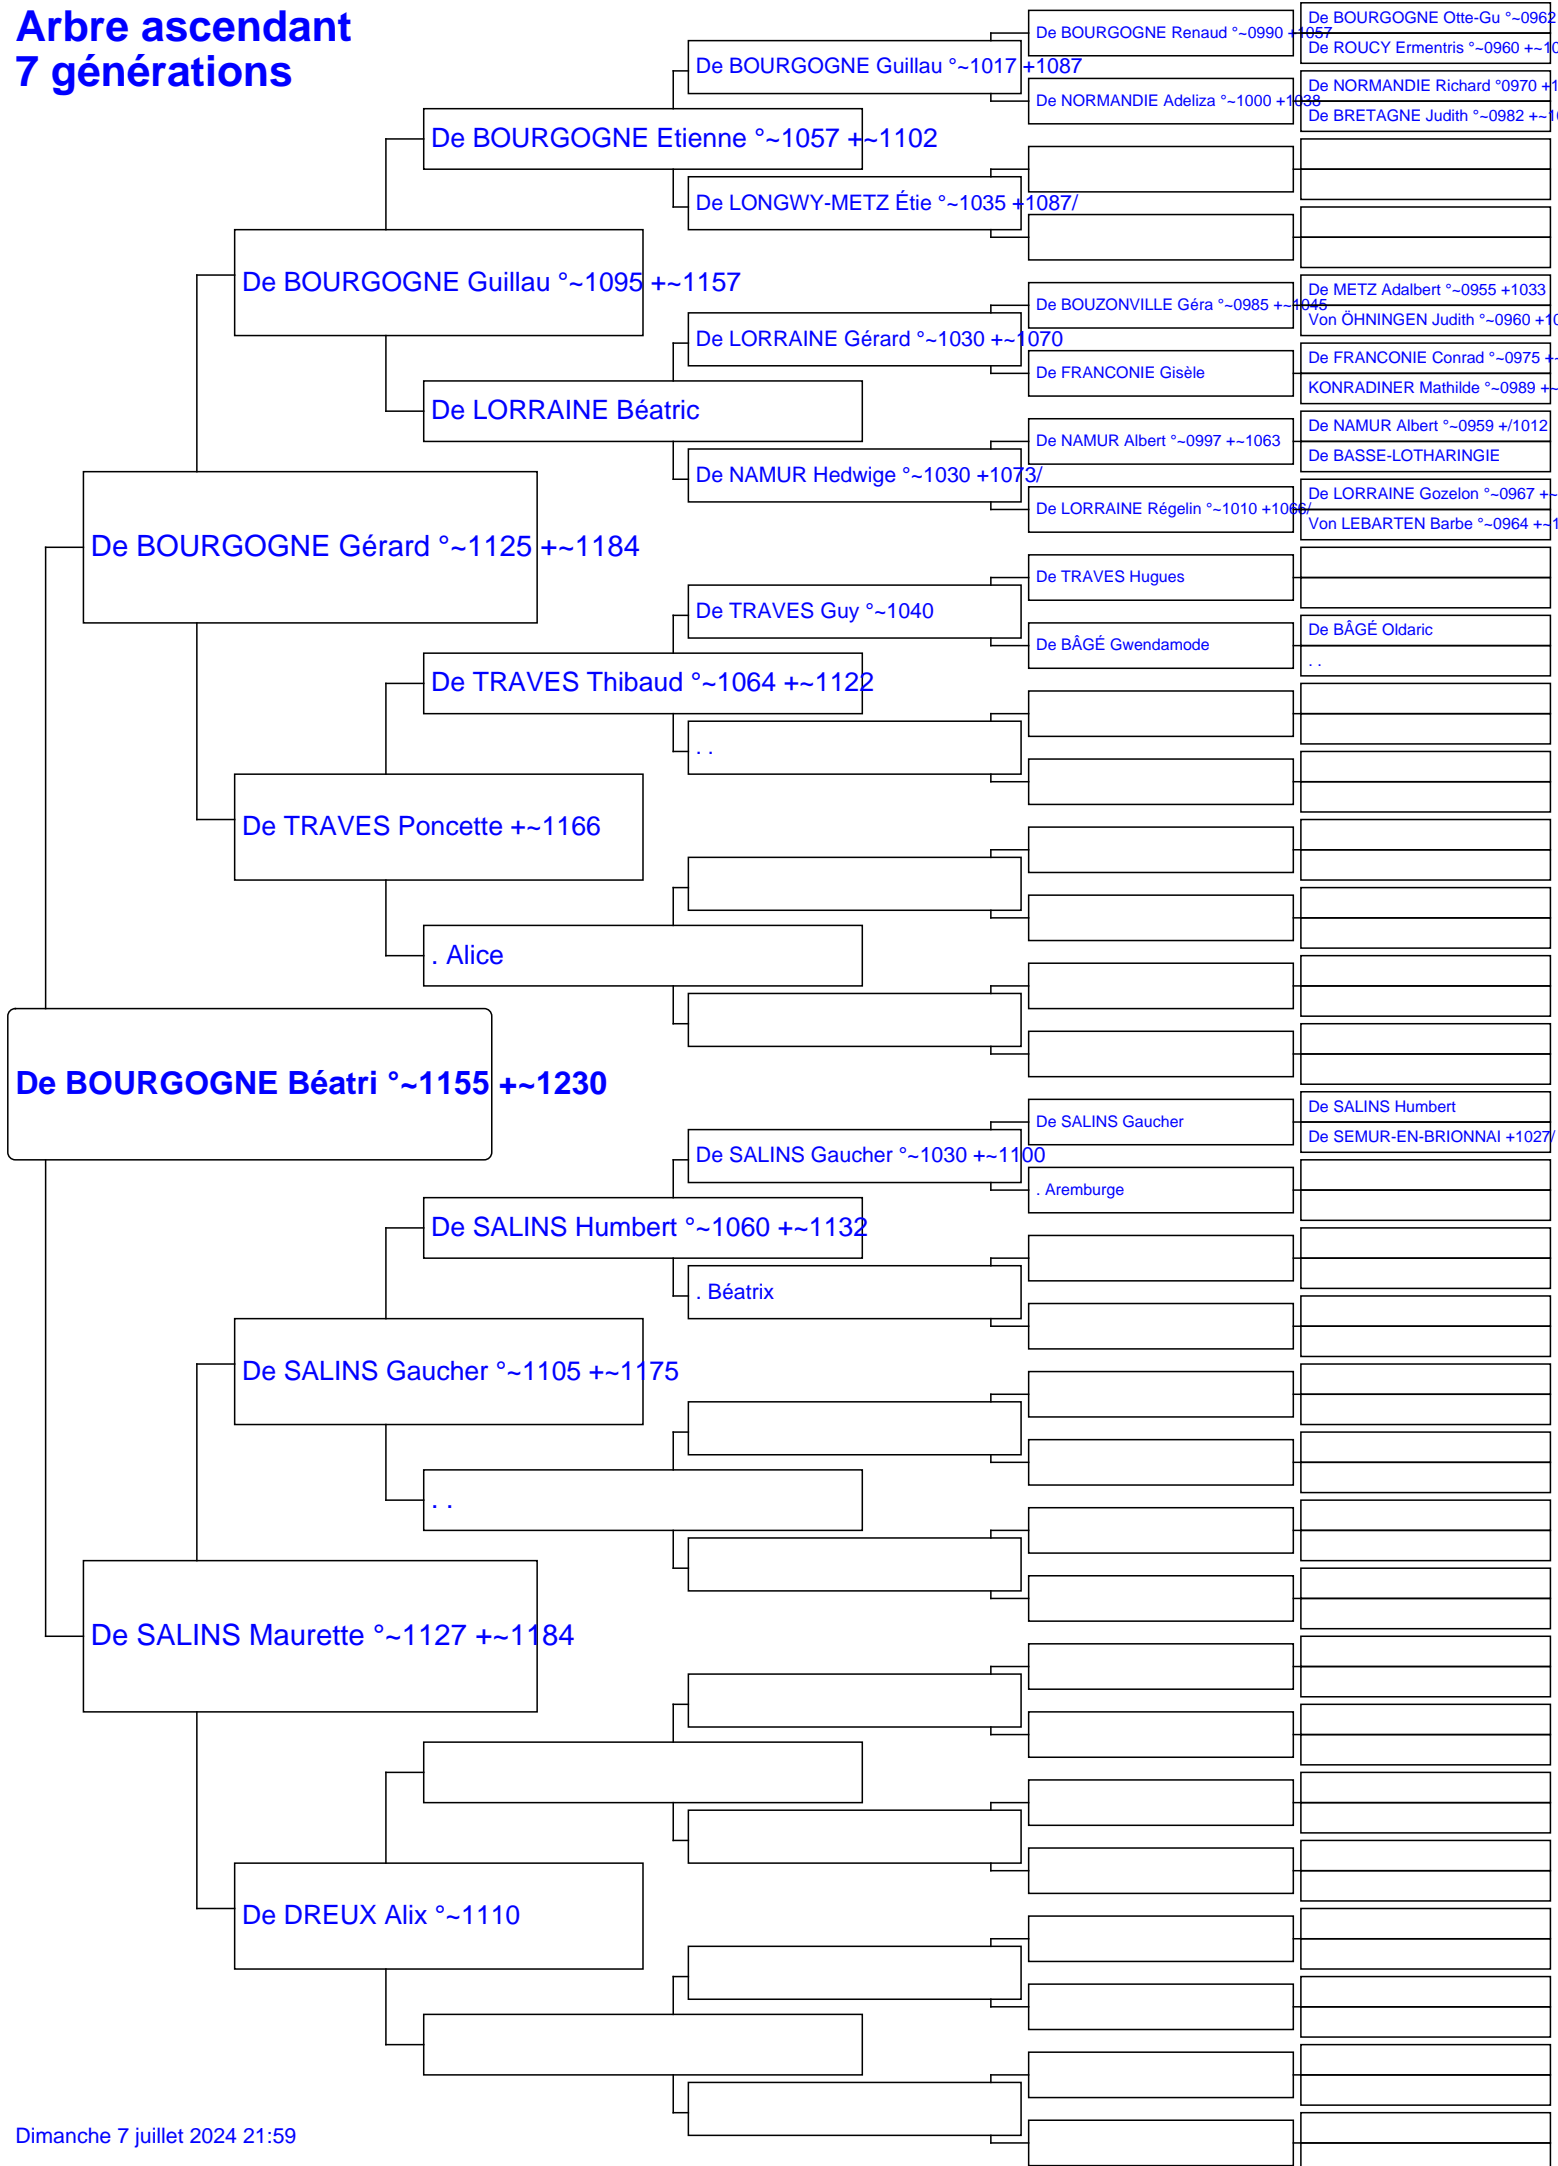 Arbre ascendant
7 générations
De BOURGOGNE Béatri °~1155 +~1230
De BOURGOGNE Gérard °~1125 +~1184
De SALINS Maurette °~1127 +~1184
De BOURGOGNE Guillau °~1095 +~1157
De TRAVES Poncette +~1166
De SALINS Gaucher °~1105 +~1175
De DREUX Alix °~1110
De BOURGOGNE Etienne °~1057 +~1102
De LORRAINE Béatric
De TRAVES Thibaud °~1064 +~1122
. Alice
De SALINS Humbert °~1060 +~1132
. .
De BOURGOGNE Guillau °~1017 +1087
De LONGWY-METZ Étie °~1035 +1087/
De LORRAINE Gérard °~1030 +~1070
De NAMUR Hedwige °~1030 +1073/
De TRAVES Guy °~1040
. .
De SALINS Gaucher °~1030 +~1100
. Béatrix
De BOURGOGNE Renaud °~0990 +1057
De NORMANDIE Adeliza °~1000 +1038
De BOUZONVILLE Géra °~0985 +~1045
De FRANCONIE Gisèle
De NAMUR Albert °~0997 +~1063
De LORRAINE Régelin °~1010 +1066/
De TRAVES Hugues
De BÂGÉ Gwendamode
De SALINS Gaucher
. Aremburge
De BOURGOGNE Otte-Gu °~0962
De ROUCY Ermentris °~0960 +~10
De NORMANDIE Richard °0970 +1
De BRETAGNE Judith °~0982 +~10
De METZ Adalbert °~0955 +1033
Von ÖHNINGEN Judith °~0960 +10
De FRANCONIE Conrad °~0975 +~
KONRADINER Mathilde °~0989 +~
De NAMUR Albert °~0959 +/1012
De BASSE-LOTHARINGIE
De LORRAINE Gozelon °~0967 +~
Von LEBARTEN Barbe °~0964 +~1
De BÂGÉ Oldaric
. .
De SALINS Humbert
De SEMUR-EN-BRIONNAI +1027/
Dimanche 7 juillet 2024 21:59